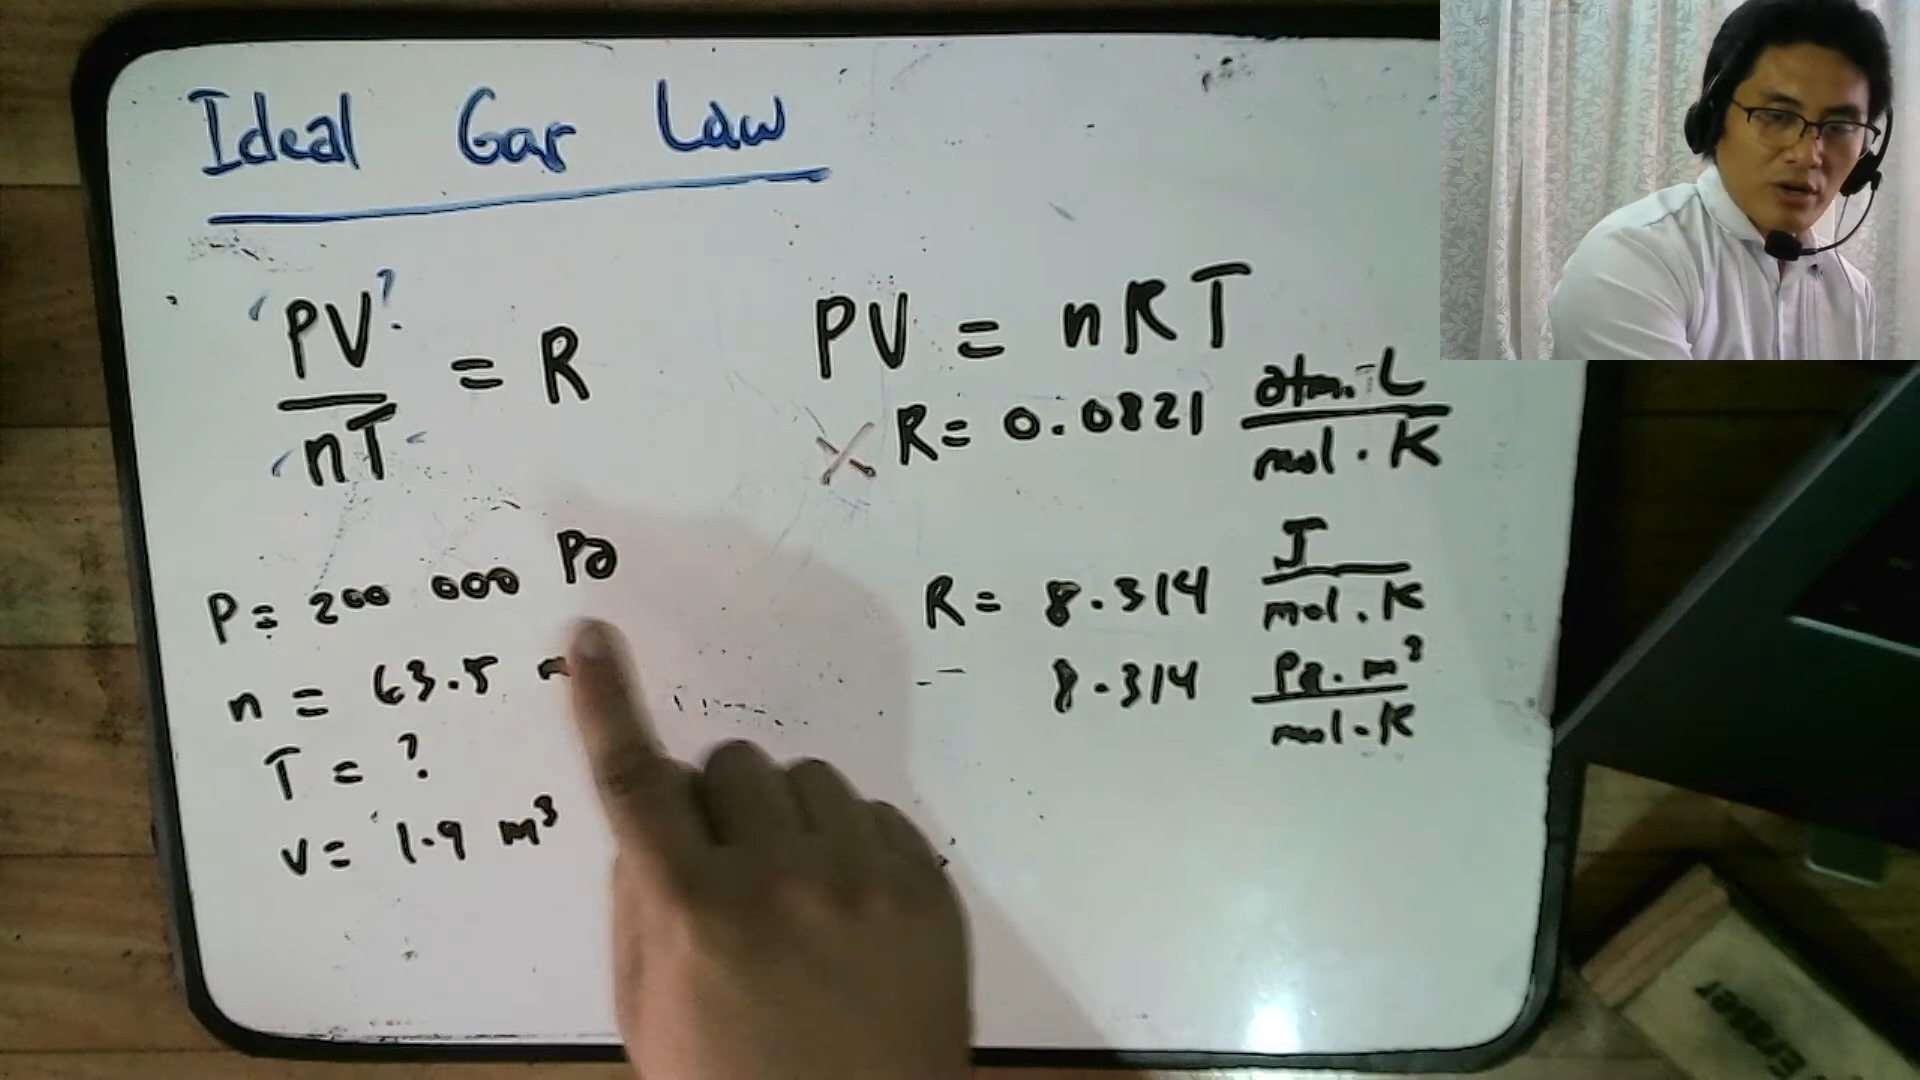 Ideal Gas Law
PV?
nT
= R
PV = nRT
X R = 0.0821 atm·L
mol·K
P = 200 000 Pa
R = 8.314 J
mol·K
n = 63.5
8.314 Pa·m³
mol·K
T = ?
V = 1.9 m³
Eraser